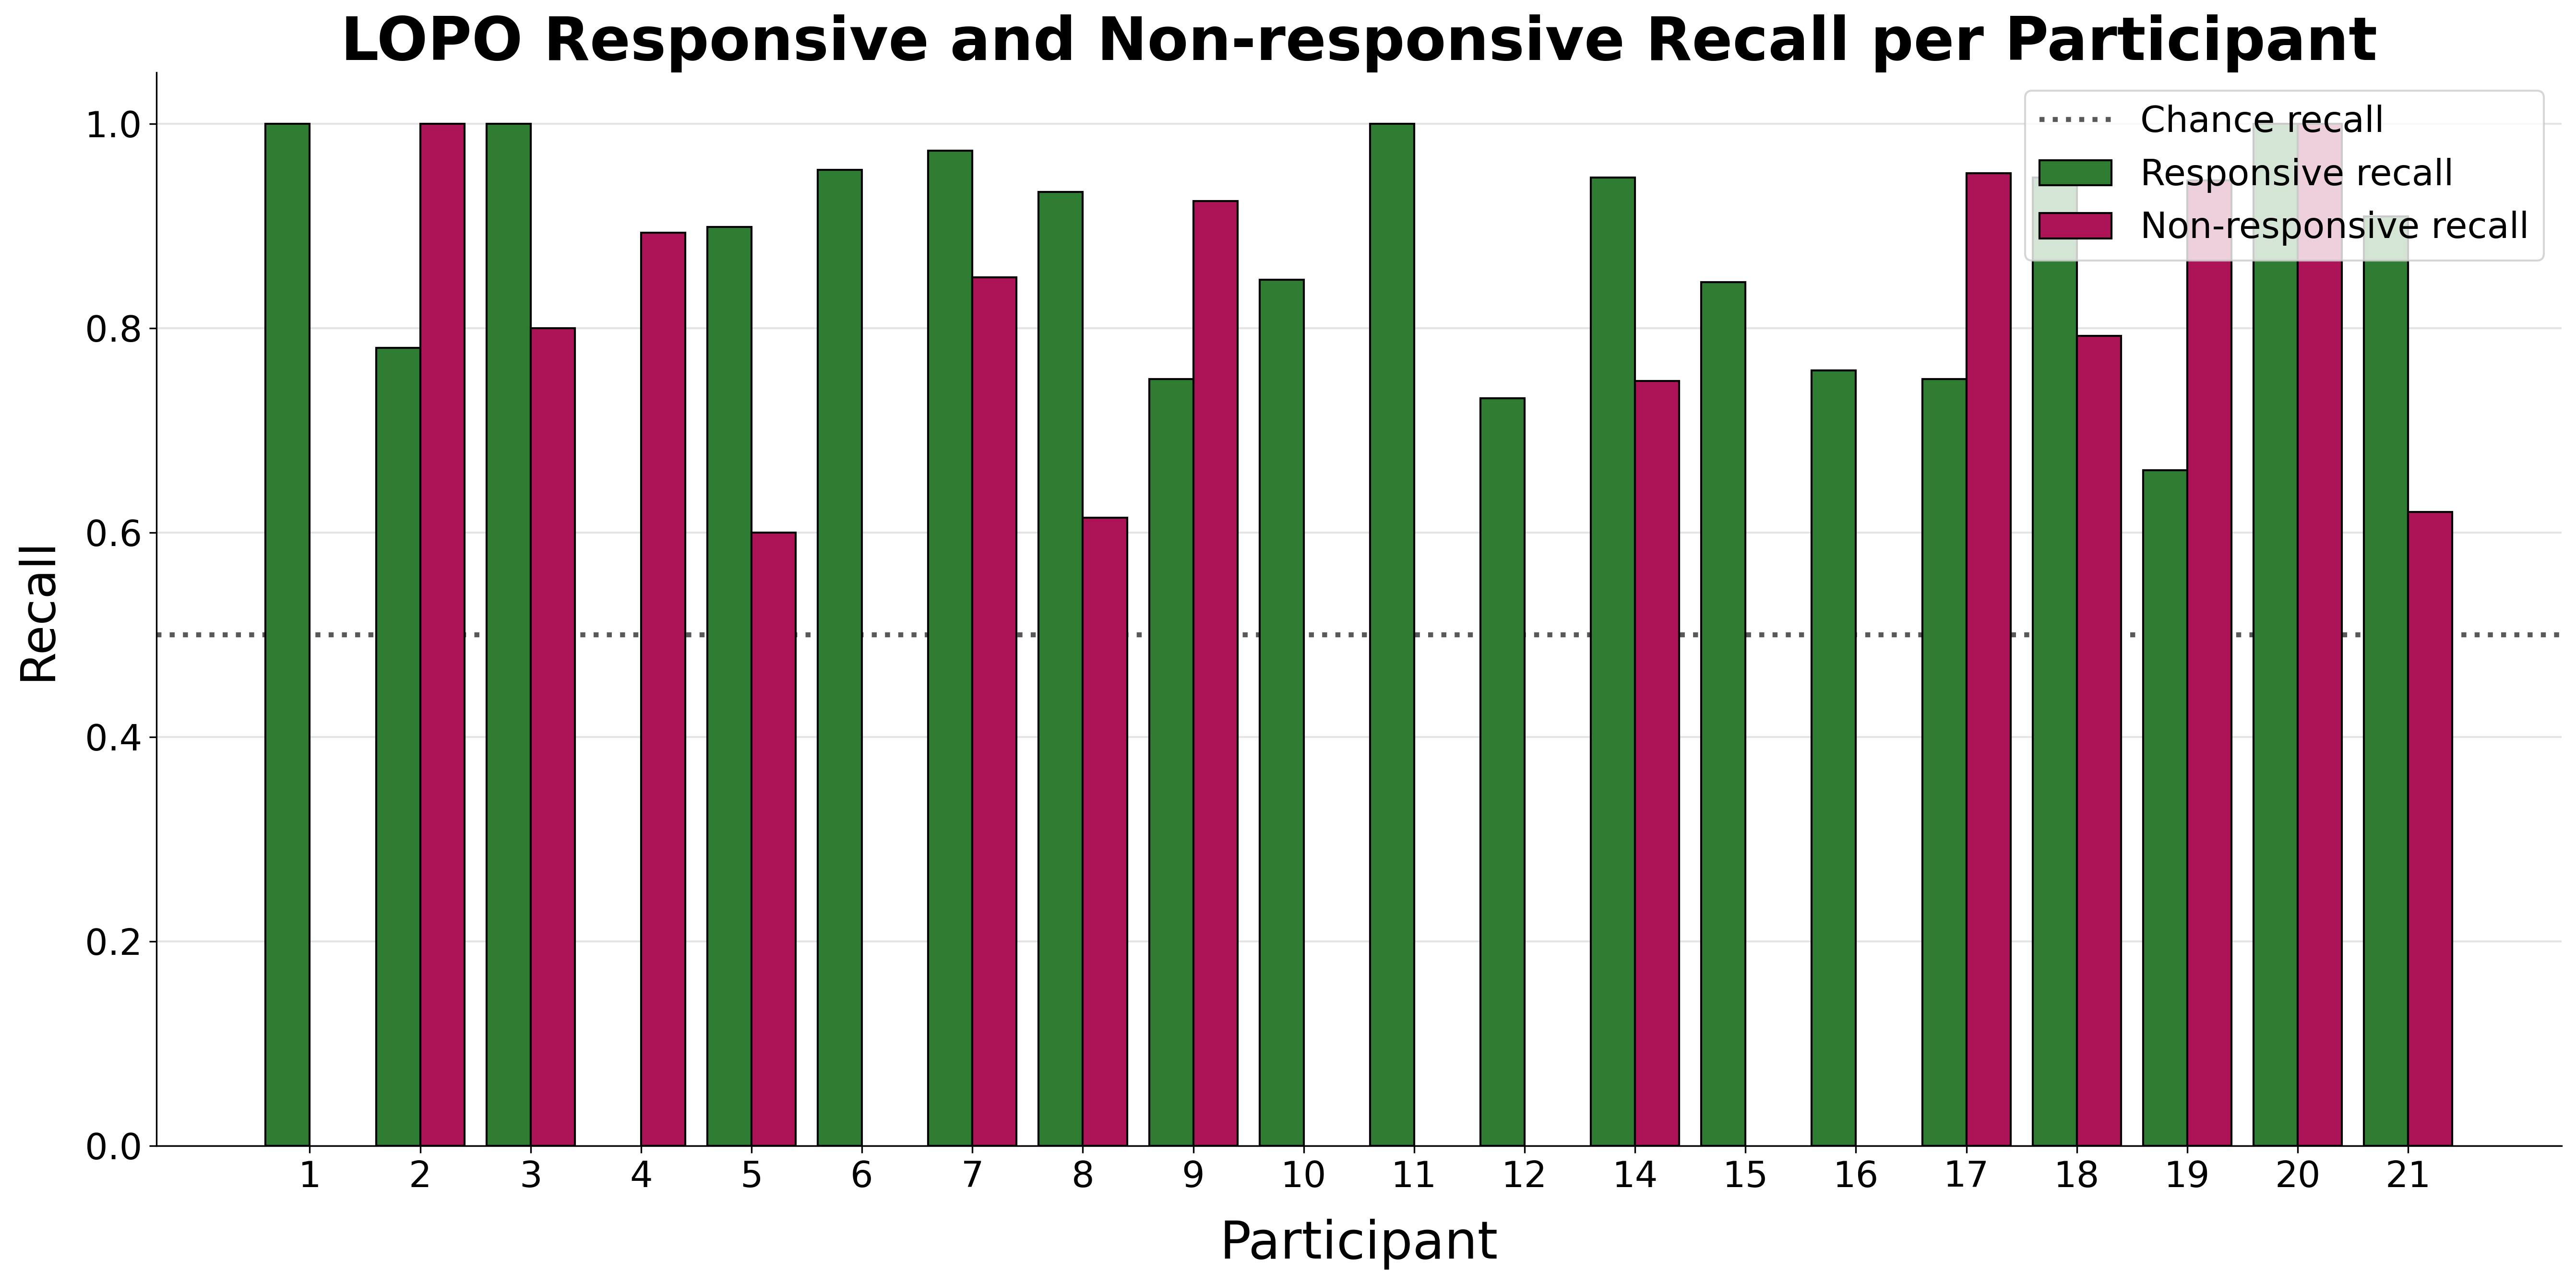 LOPO Responsive and Non-responsive Recall per Participant
Chance recall
Responsive recall
Non-responsive recall
1.0
0.8
0.6
0.4
0.2
0.0
Recall
1 2 3 4 5 6 7 8 9 10 11 12 14 15 16 17 18 19 20 21
Participant